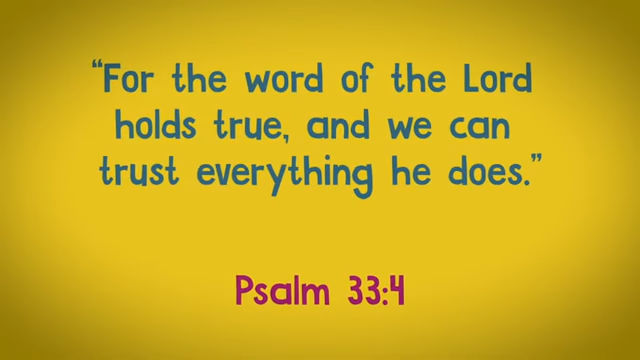 “For the word of the Lord
holds true, and we can
trust everything he does.”
Psalm 33:4